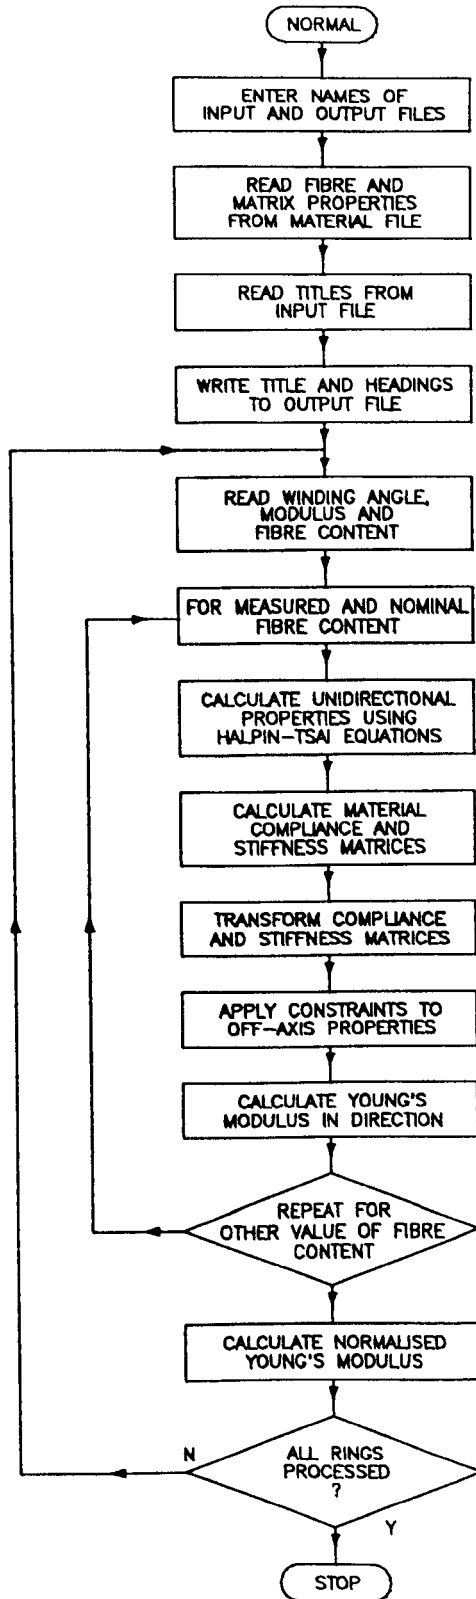 NORMAL
ENTER NAMES OF
INPUT AND OUTPUT FILES
READ FIBRE AND
MATRIX PROPERTIES
FROM MATERIAL FILE
READ TITLES FROM
INPUT FILE
WRITE TITLE AND HEADINGS
TO OUTPUT FILE
READ WINDING ANGLE,
MODULUS AND
FIBRE CONTENT
FOR MEASURED AND NOMINAL
FIBRE CONTENT
CALCULATE UNIDIRECTIONAL
PROPERTIES USING
HALPIN-TSAI EQUATIONS
CALCULATE MATERIAL
COMPLIANCE AND
STIFFNESS MATRICES
TRANSFORM COMPLIANCE
AND STIFFNESS MATRICES
APPLY CONSTRAINTS TO
OFF-AXIS PROPERTIES
CALCULATE YOUNG'S
MODULUS IN DIRECTION
REPEAT FOR
OTHER VALUE OF FIBRE
CONTENT
CALCULATE NORMALISED
YOUNG'S MODULUS
N
ALL RINGS
PROCESSED
?
Y
STOP